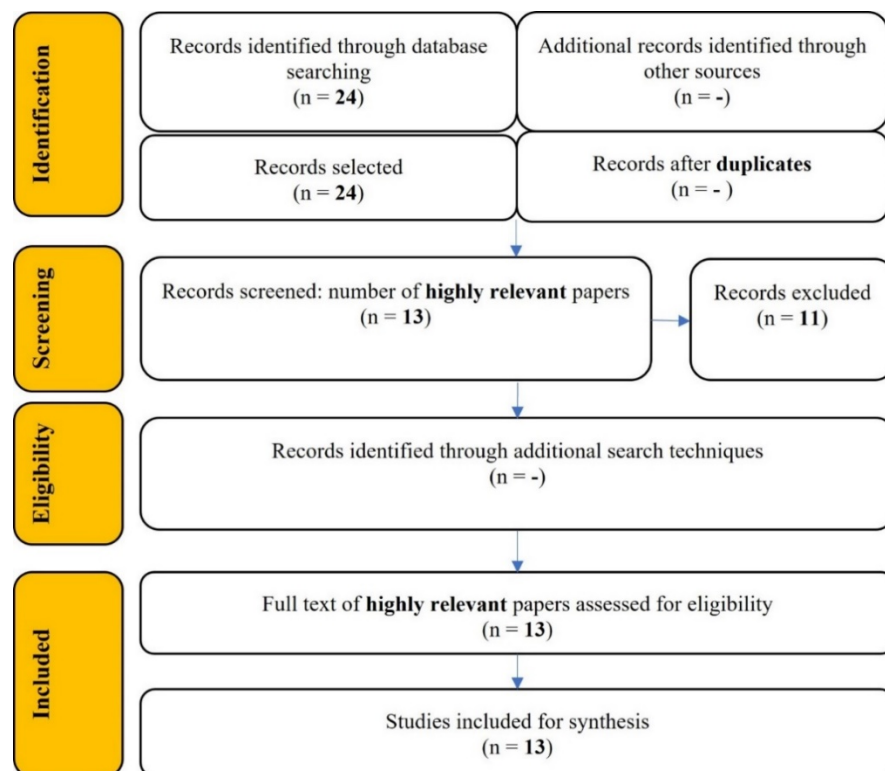 Identification
Records identified through database
searching
(n = 24)
Additional records identified through
other sources
(n = -)
Records selected
(n = 24)
Records after duplicates
(n = - )
Screening
Records screened: number of highly relevant papers
(n = 13)
Records excluded
(n = 11)
Eligibility
Records identified through additional search techniques
(n = -)
Included
Full text of highly relevant papers assessed for eligibility
(n = 13)
Studies included for synthesis
(n = 13)